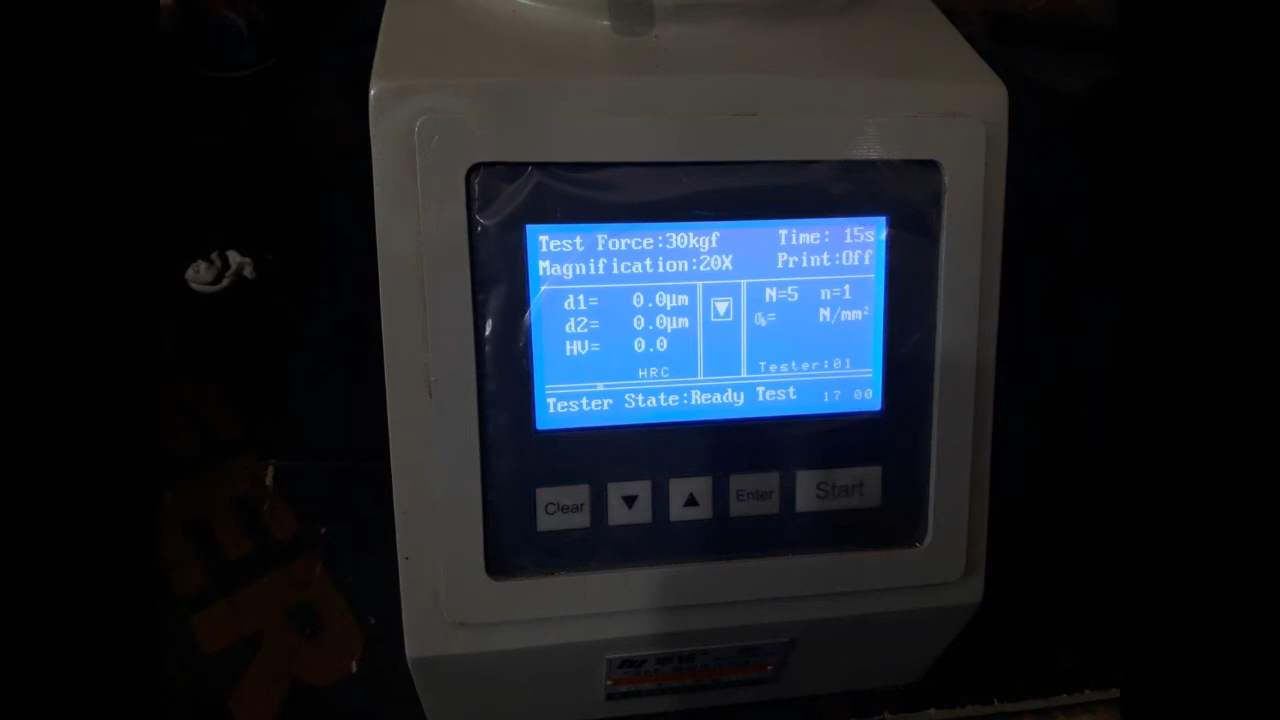 Test Force:30kgf Time: 15s
Magnification:20X Print:Off
d1= 0.0μm N=5 n=1
d2= 0.0μm σb= N/mm²
HV= 0.0
HRC Tester:01
Tester State:Ready Test 17 00
Clear ▼ ▲ Enter Start